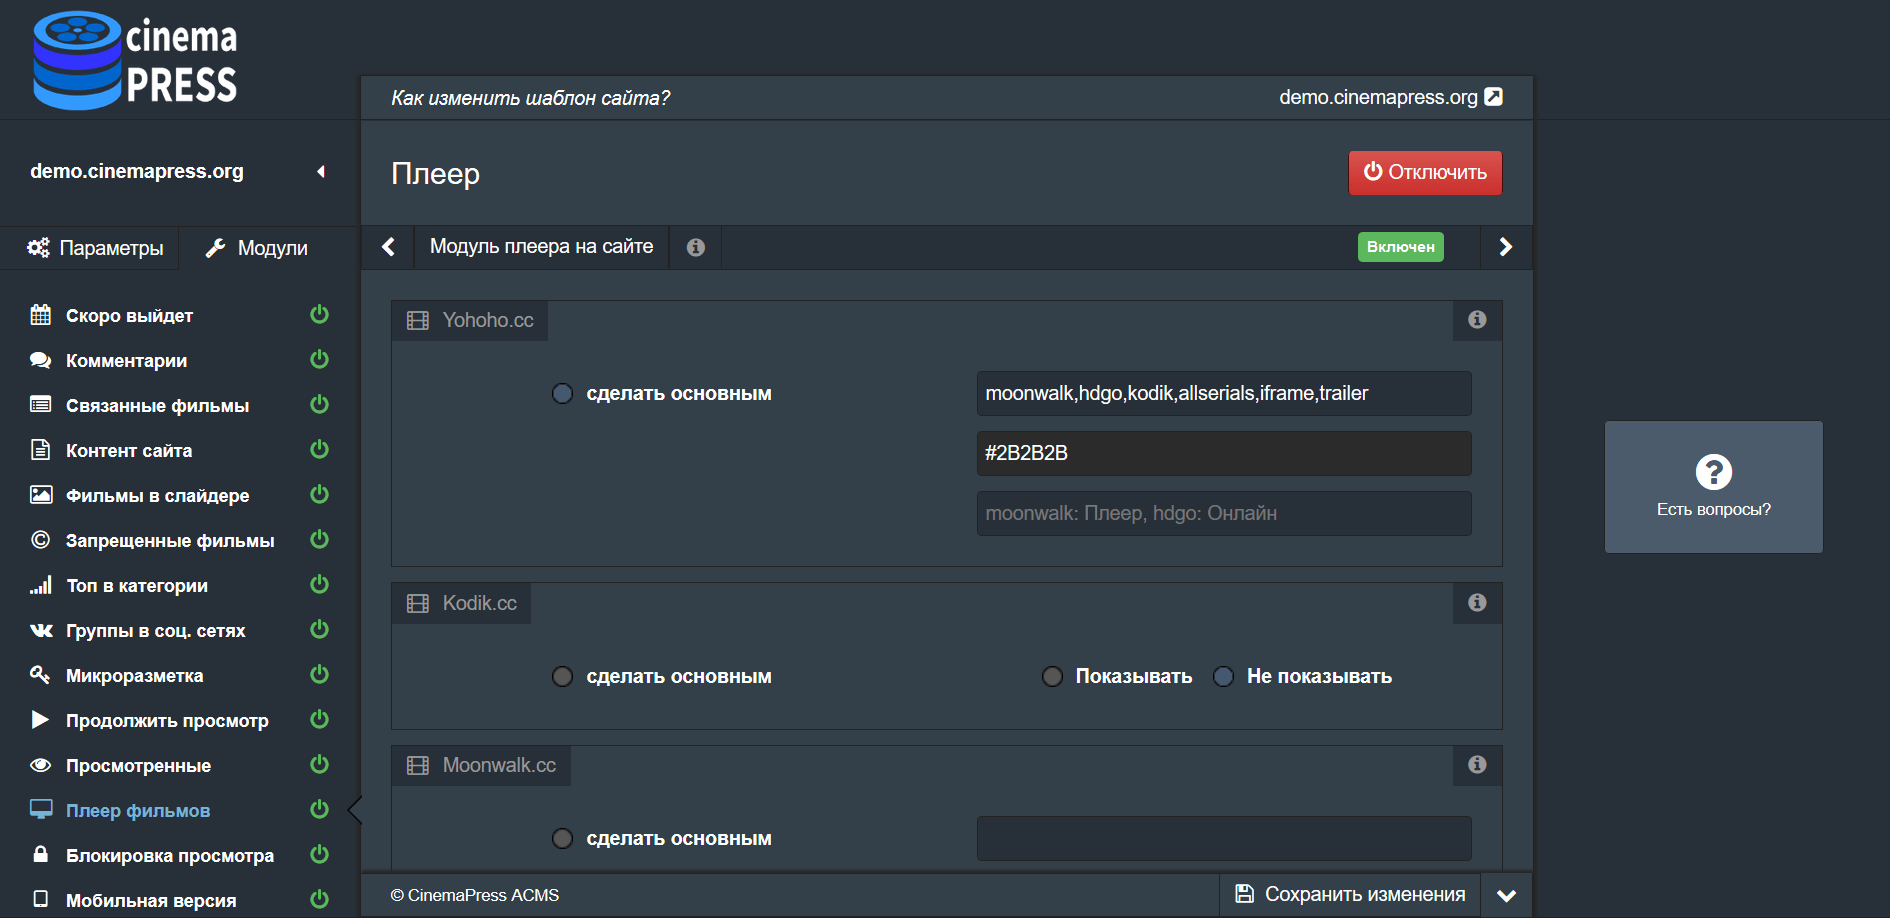 cinema
PRESS
Как изменить шаблон сайта?
demo.cinemapress.org
demo.cinemapress.org
Плеер
Отключить
Параметры
Модули
Модуль плеера на сайте
Включен
Скоро выйдет
Комментарии
Связанные фильмы
Контент сайта
Фильмы в слайдере
Запрещенные фильмы
Топ в категории
Группы в соц. сетях
Микроразметка
Продолжить просмотр
Просмотренные
Плеер фильмов
Блокировка просмотра
Мобильная версия
Yohoho.cc
сделать основным
moonwalk,hdgo,kodik,allserials,iframe,trailer
#2B2B2B
moonwalk: Плеер, hdgo: Онлайн
Kodik.cc
сделать основным
Показывать
Не показывать
Moonwalk.cc
сделать основным
Есть вопросы?
© CinemaPress ACMS
Сохранить изменения